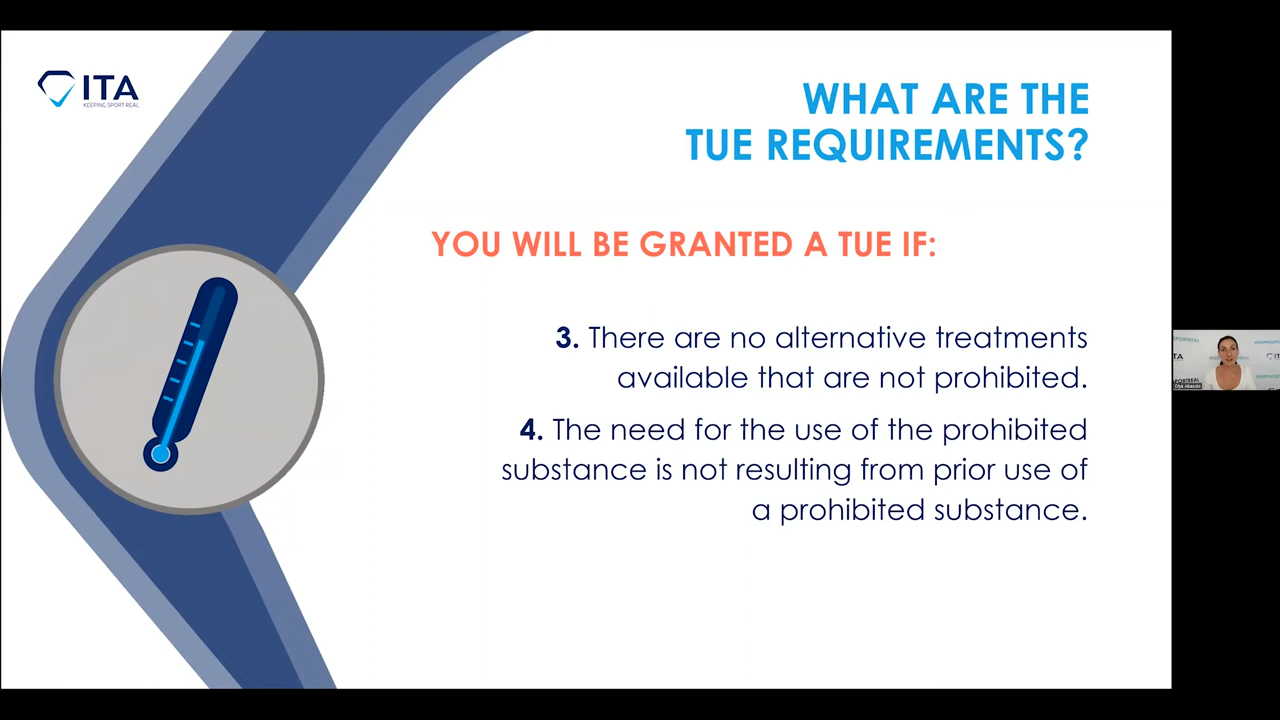 ITA
KEEPING SPORT REAL
WHAT ARE THE
TUE REQUIREMENTS?
YOU WILL BE GRANTED A TUE IF:
3. There are no alternative treatments
available that are not prohibited.
4. The need for the use of the prohibited
substance is not resulting from prior use of
a prohibited substance.